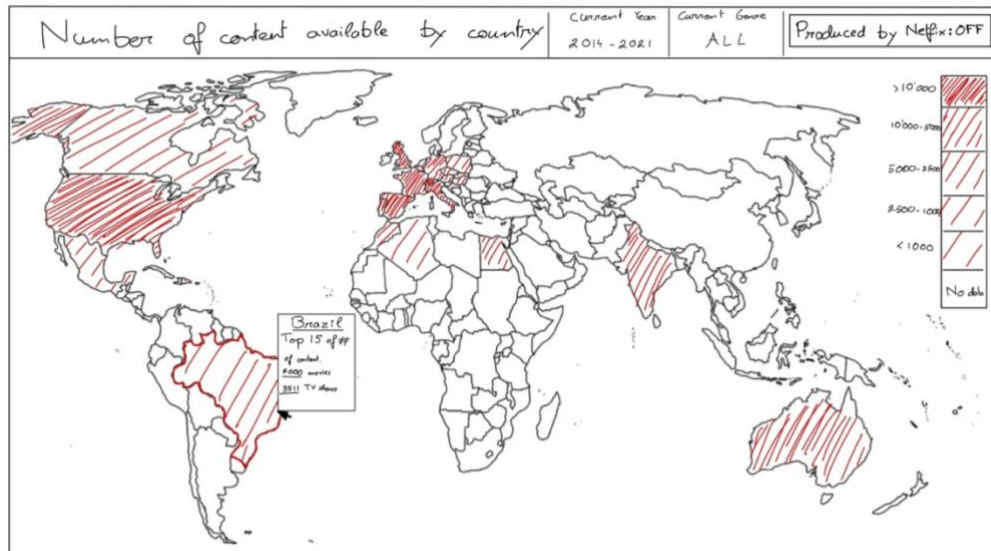 Number of content available by country
Current Year
2014 - 2021
Current Genre
ALL
Produced by Netflix: OFF
>10'000
10'000-5000
5000-2500
2500-1000
<1000
No data
Brazil
Top 15 of #
of content.
movies
3511 TV shows